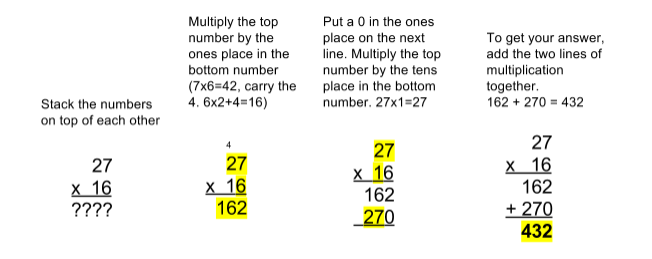 Stack the numbers
on top of each other
27
x 16
????
Multiply the top
number by the
ones place in the
bottom number
(7x6=42, carry the
4. 6x2+4=16)
4
27
x 16
162
Put a 0 in the ones
place on the next
line. Multiply the top
number by the tens
place in the bottom
number. 27x1=27
27
x 16
162
270
To get your answer,
add the two lines of
multiplication
together.
162 + 270 = 432
27
x 16
162
+ 270
432